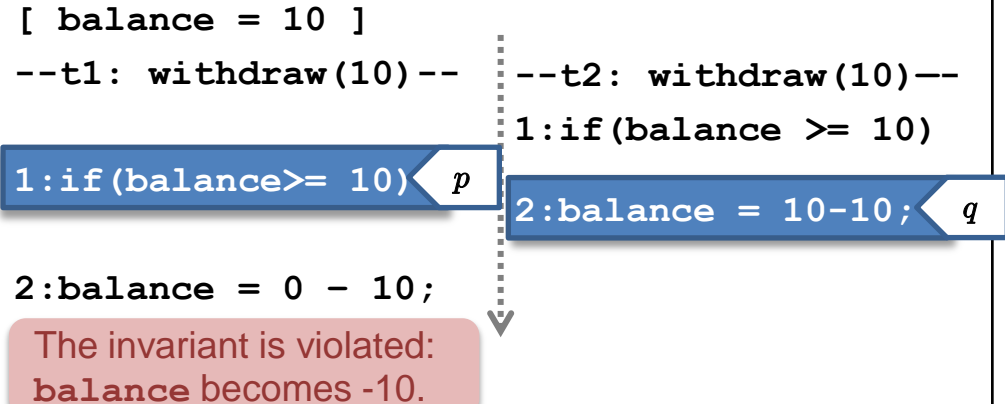 [ balance = 10 ]
--t1: withdraw(10)--
--t2: withdraw(10)—-
1:if(balance >= 10)
1:if(balance>= 10)
p
2:balance = 10-10;
q
2:balance = 0 – 10;
The invariant is violated:
balance becomes -10.